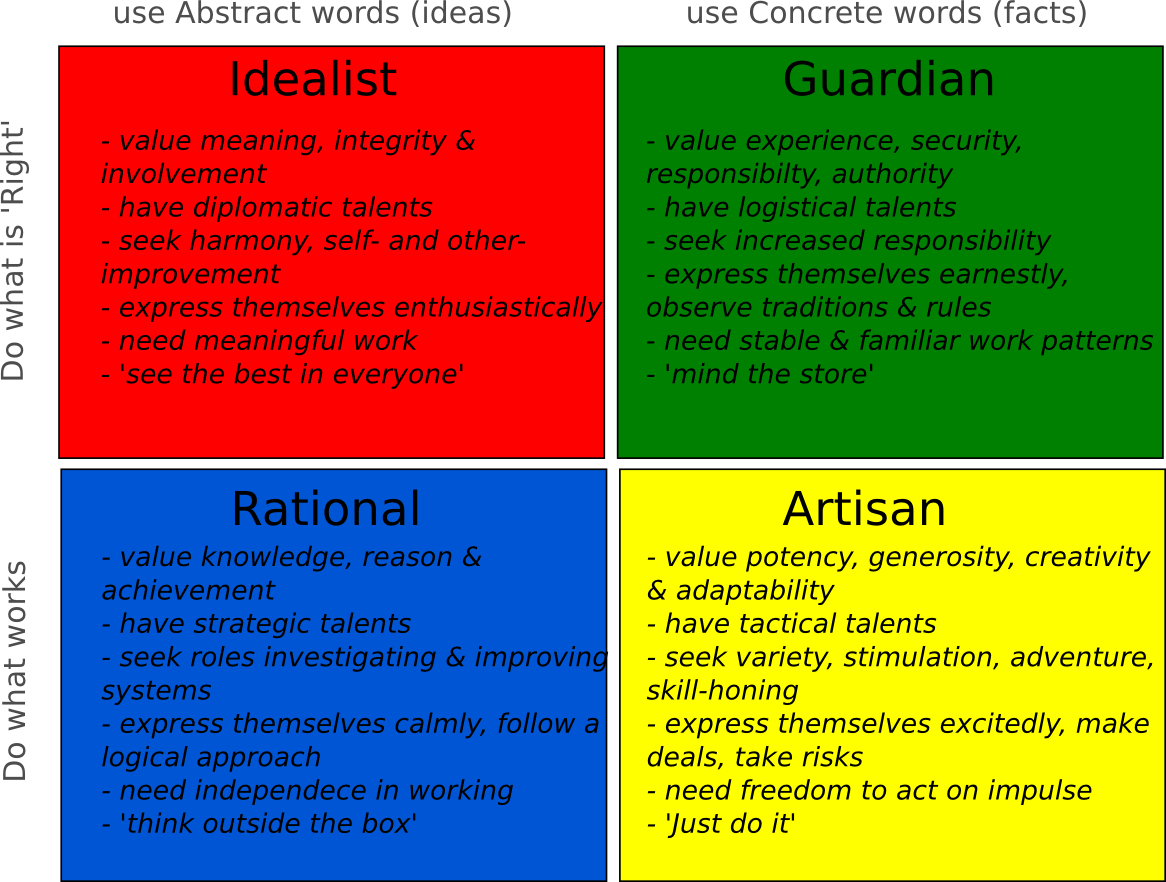 use Abstract words (ideas)
use Concrete words (facts)
Do what is 'Right'
Idealist
- value meaning, integrity &
involvement
- have diplomatic talents
- seek harmony, self- and other-
improvement
- express themselves enthusiastically
- need meaningful work
- 'see the best in everyone'
Guardian
- value experience, security,
responsibilty, authority
- have logistical talents
- seek increased responsibility
- express themselves earnestly,
observe traditions & rules
- need stable & familiar work patterns
- 'mind the store'
Do what works
Rational
- value knowledge, reason &
achievement
- have strategic talents
- seek roles investigating & improving
systems
- express themselves calmly, follow a
logical approach
- need independece in working
- 'think outside the box'
Artisan
- value potency, generosity, creativity
& adaptability
- have tactical talents
- seek variety, stimulation, adventure,
skill-honing
- express themselves excitedly, make
deals, take risks
- need freedom to act on impulse
- 'Just do it'